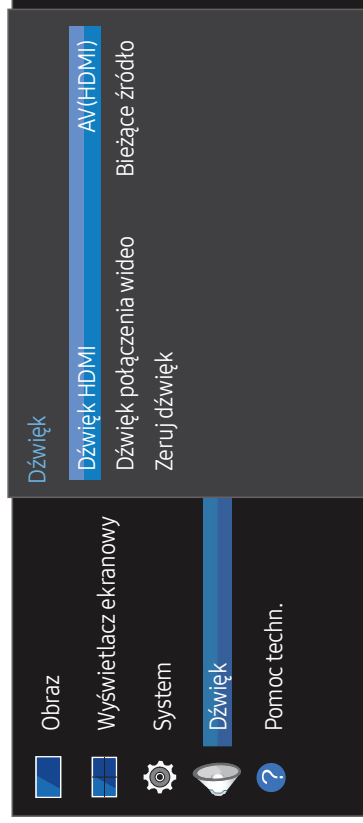 Obraz
Wyświetlacz ekranowy
System
Dźwięk
Pomoc techn.
Dźwięk
Dźwięk HDMI AV(HDMI)
Dźwięk połączenia wideo Bieżące źródło
Zeruj dźwięk